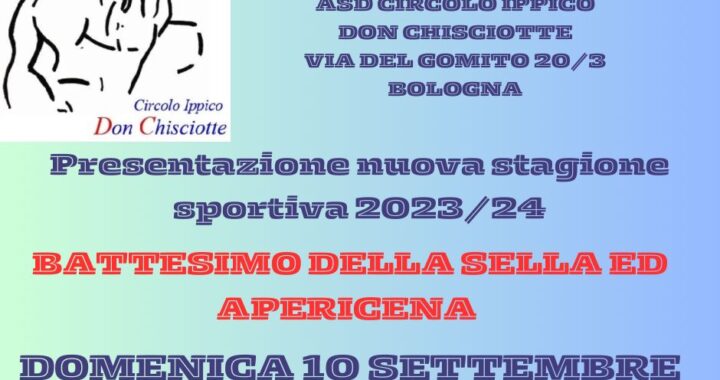 ASD CIRCOLO IPPICO
DON CHISCIOTTE
VIA DEL GOMITO 20/3
BOLOGNA
Circolo Ippico
Don Chisciotte
Presentazione nuova stagione
sportiva 2023/24
BATTESIMO DELLA SELLA ED
APERICENA
DOMENICA 10 SETTEMBRE